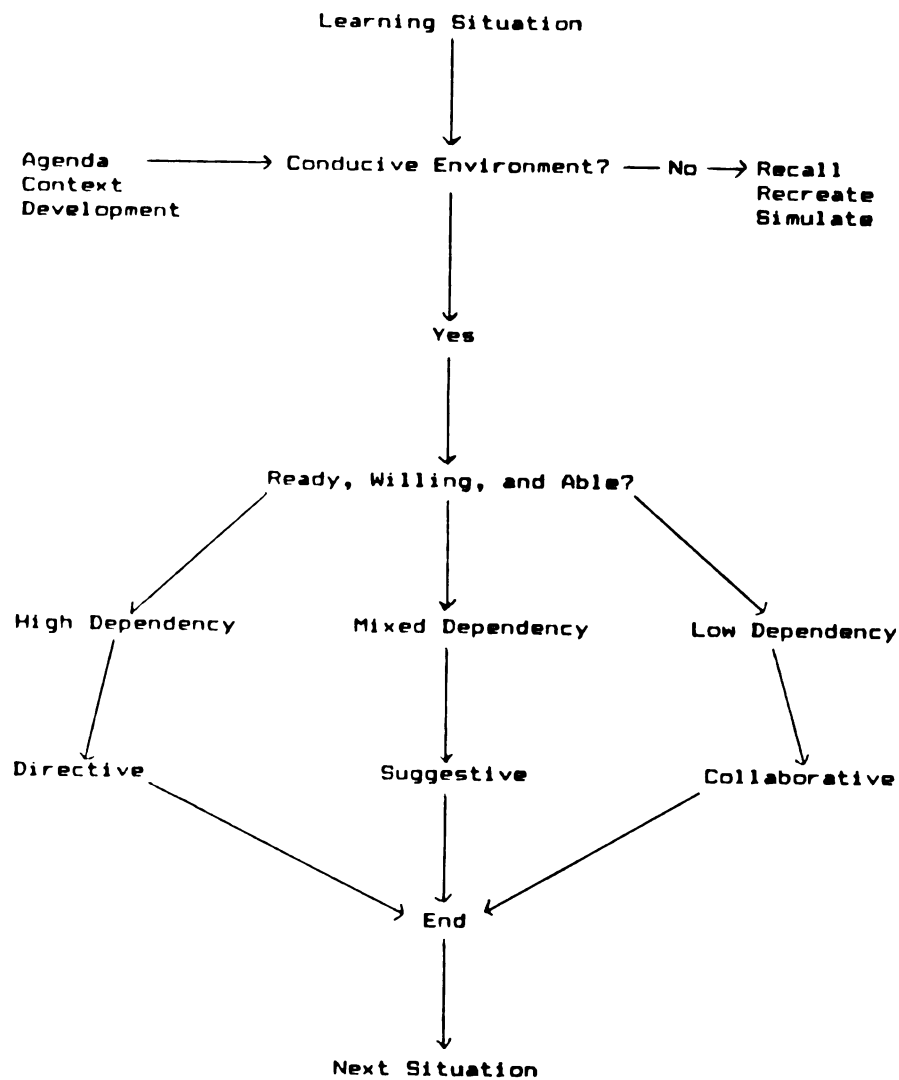 Learning Situation
Agenda
Context
Development
Conducive Environment?
No
Recall
Recreate
Simulate
Yes
Ready, Willing, and Able?
High Dependency
Mixed Dependency
Low Dependency
Directive
Suggestive
Collaborative
End
Next Situation